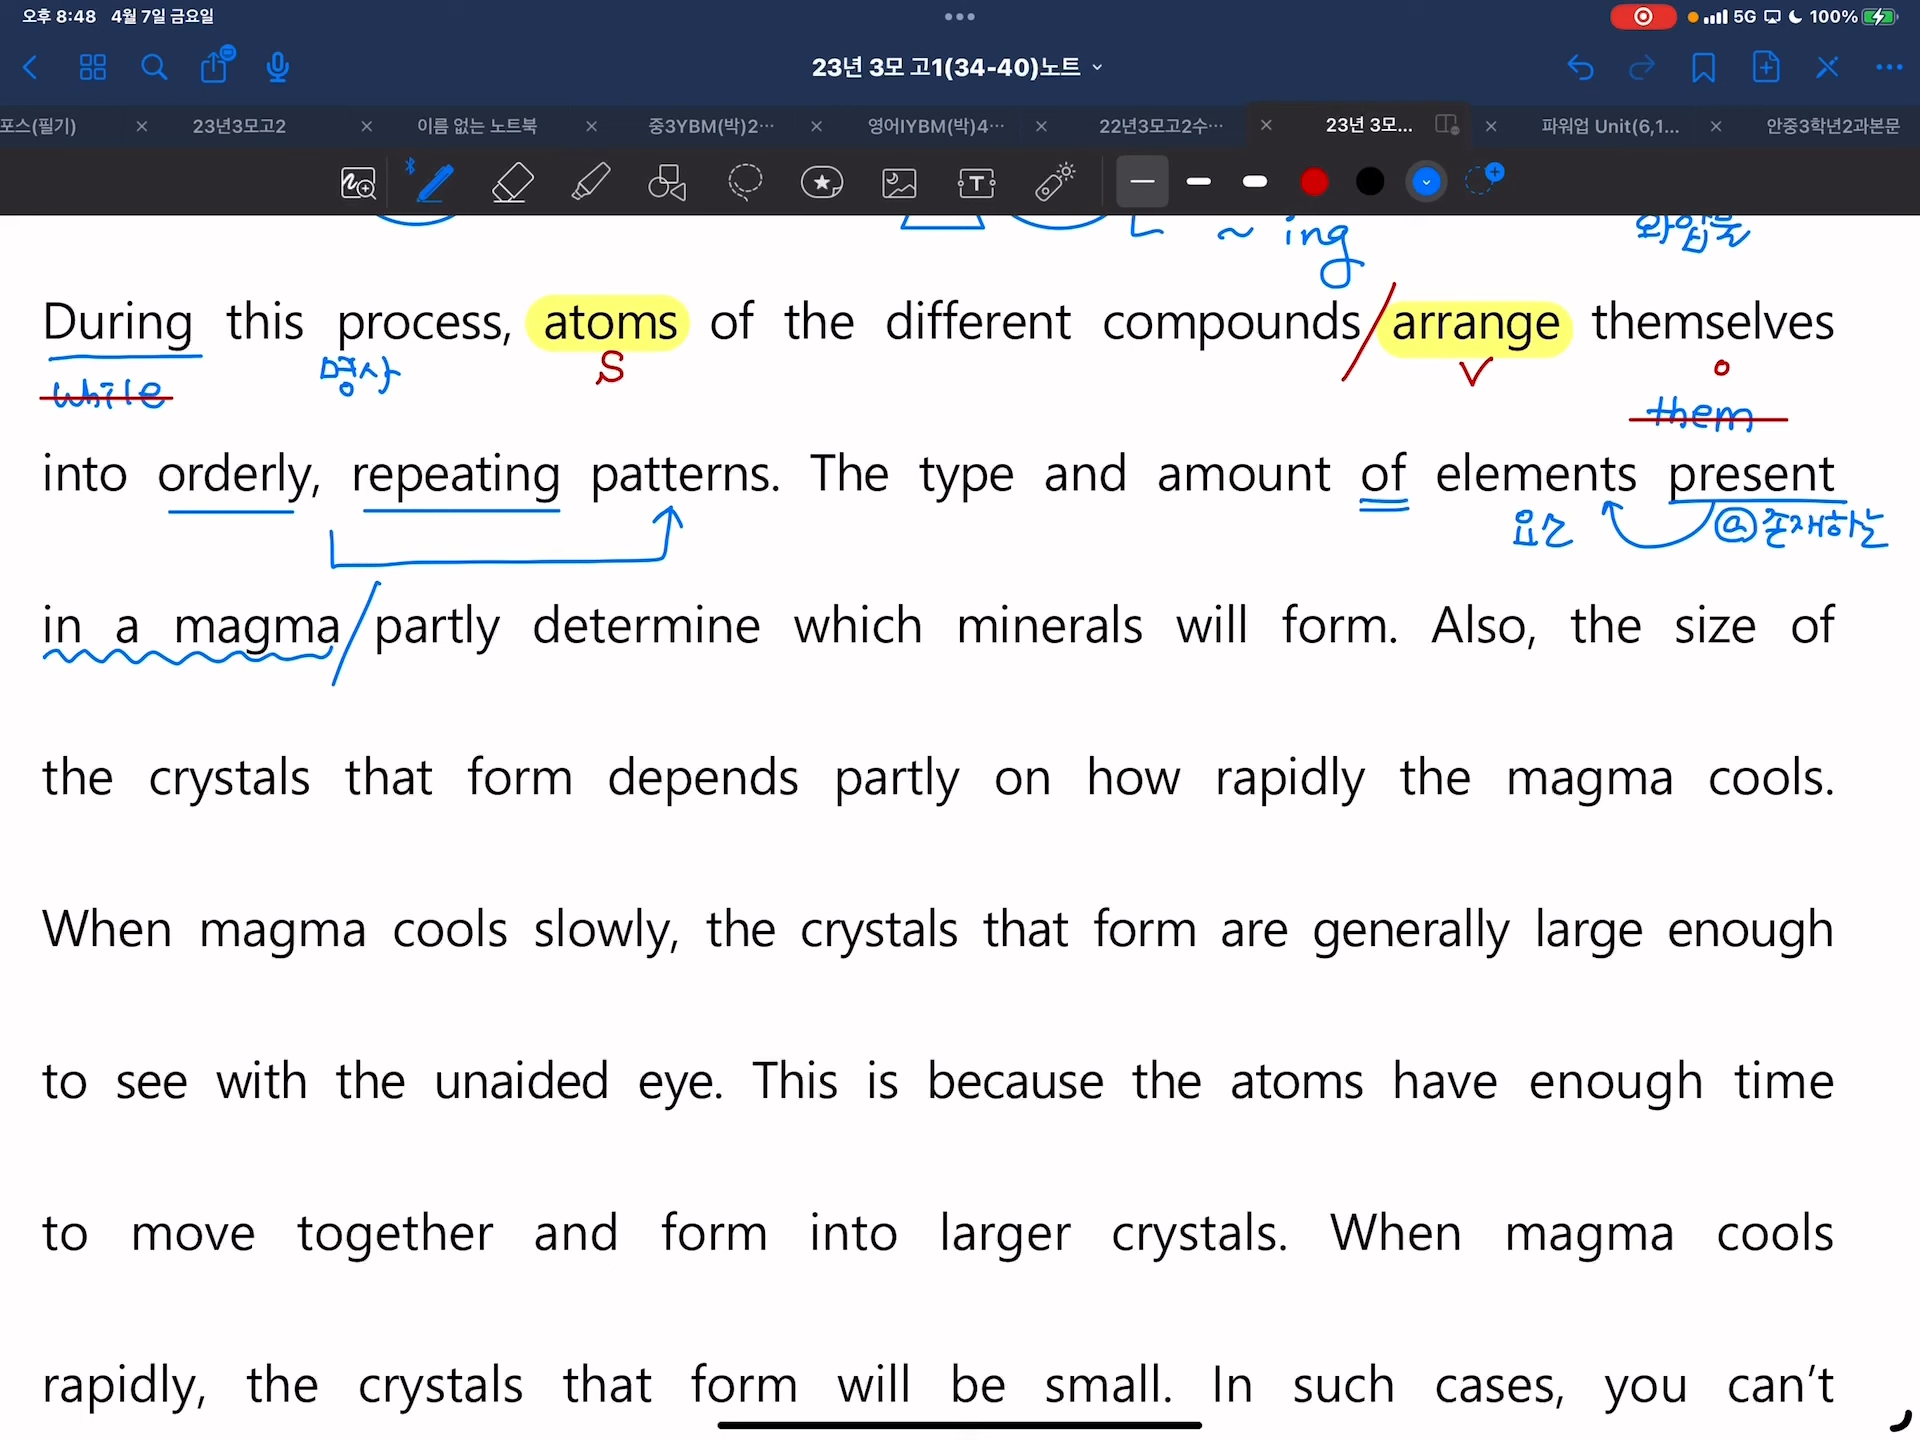 오후 8:48 4월 7일 금요일
5G 100%
23년 3모 고1(34-40)노트
포스(필기) 23년3모고2 이름 없는 노트북 중3YBM(박)2… 영어IYBM(박)4… 22년3모고2수… 23년 3모... 파워업 Unit(6,1... 안중3학년2과본문
~ ing 화합물
During this process, atoms of the different compounds / arrange themselves
while 명사 S V o
them
into orderly, repeating patterns. The type and amount of elements present
요소 ⓐ존재하는
in a magma / partly determine which minerals will form. Also, the size of
the crystals that form depends partly on how rapidly the magma cools.
When magma cools slowly, the crystals that form are generally large enough
to see with the unaided eye. This is because the atoms have enough time
to move together and form into larger crystals. When magma cools
rapidly, the crystals that form will be small. In such cases, you can't